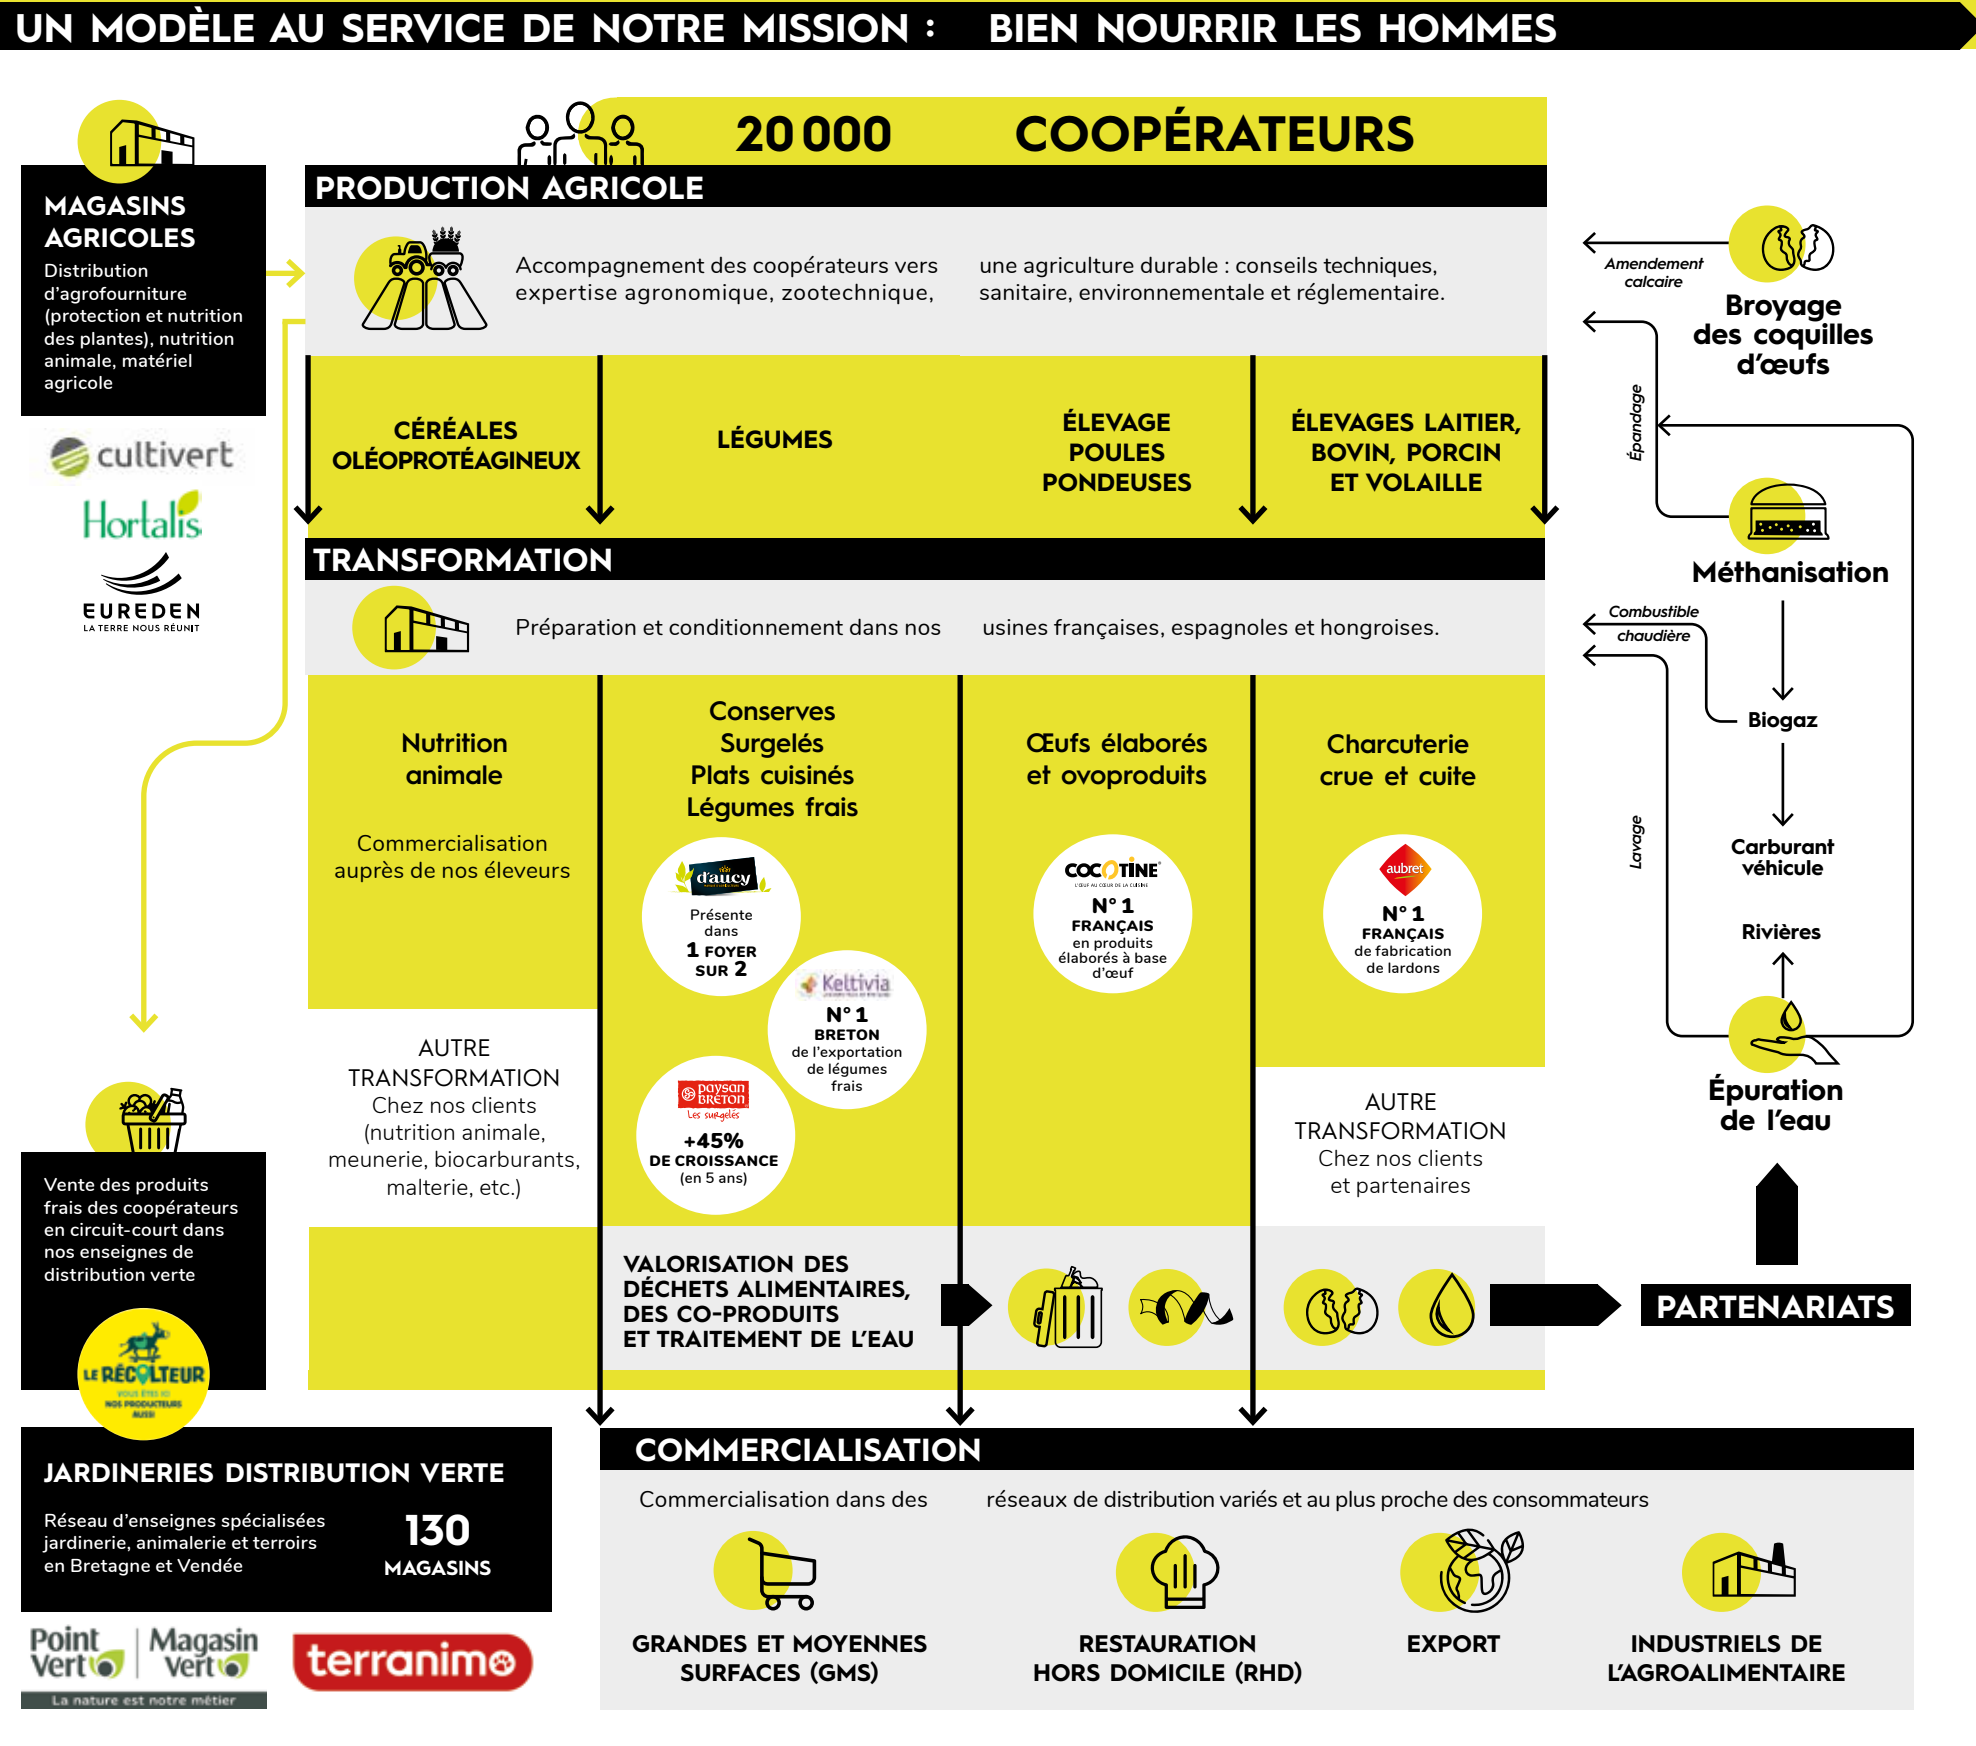 UN MODÈLE AU SERVICE DE NOTRE MISSION : BIEN NOURRIR LES HOMMES
20 000 COOPÉRATEURS
MAGASINS
AGRICOLES
Distribution
d'agrofourniture
(protection et nutrition
des plantes), nutrition
animale, matériel
agricole
cultivert
Hortalis
EUREDEN
LA TERRE NOUS RÉUNIT
PRODUCTION AGRICOLE
Accompagnement des coopérateurs vers une agriculture durable : conseils techniques,
expertise agronomique, zootechnique, sanitaire, environnementale et réglementaire.
CÉRÉALES
OLÉOPROTÉAGINEUX
LÉGUMES
ÉLEVAGE
POULES
PONDEUSES
ÉLEVAGES LAITIER,
BOVIN, PORCIN
ET VOLAILLE
TRANSFORMATION
Préparation et conditionnement dans nos usines françaises, espagnoles et hongroises.
Nutrition
animale
Commercialisation
auprès de nos éleveurs
AUTRE
TRANSFORMATION
Chez nos clients
(nutrition animale,
meunerie, biocarburants,
malterie, etc.)
Conserves
Surgelés
Plats cuisinés
Légumes frais
d'aucy
Présente
dans
1 FOYER
SUR 2
Keltivia
N° 1
BRETON
de l'exportation
de légumes
frais
paysan
BRETON
Les surgelés
+45%
DE CROISSANCE
(en 5 ans)
Œufs élaborés
et ovoproduits
COCOTINE
L'ŒUF AU CŒUR DE LA CUISINE
N° 1
FRANÇAIS
en produits
élaborés à base
d'œuf
Charcuterie
crue et cuite
aubret
N° 1
FRANÇAIS
de fabrication
de lardons
AUTRE
TRANSFORMATION
Chez nos clients
et partenaires
VALORISATION DES
DÉCHETS ALIMENTAIRES,
DES CO-PRODUITS
ET TRAITEMENT DE L'EAU
PARTENARIATS
Amendement
calcaire
Broyage
des coquilles
d'œufs
Épandage
Méthanisation
Combustible
chaudière
Biogaz
Carburant
véhicule
Lavage
Rivières
Épuration
de l'eau
Vente des produits
frais des coopérateurs
en circuit-court dans
nos enseignes de
distribution verte
LE RÉCOLTEUR
VOUS ÊTES ICI
NOS PRODUCTEURS
AUSSI
JARDINERIES DISTRIBUTION VERTE
Réseau d'enseignes spécialisées
jardinerie, animalerie et terroirs
en Bretagne et Vendée
130
MAGASINS
Point
Vert
Magasin
Vert
La nature est notre métier
terranimo
COMMERCIALISATION
Commercialisation dans des réseaux de distribution variés et au plus proche des consommateurs
GRANDES ET MOYENNES
SURFACES (GMS)
RESTAURATION
HORS DOMICILE (RHD)
EXPORT
INDUSTRIELS DE
L'AGROALIMENTAIRE